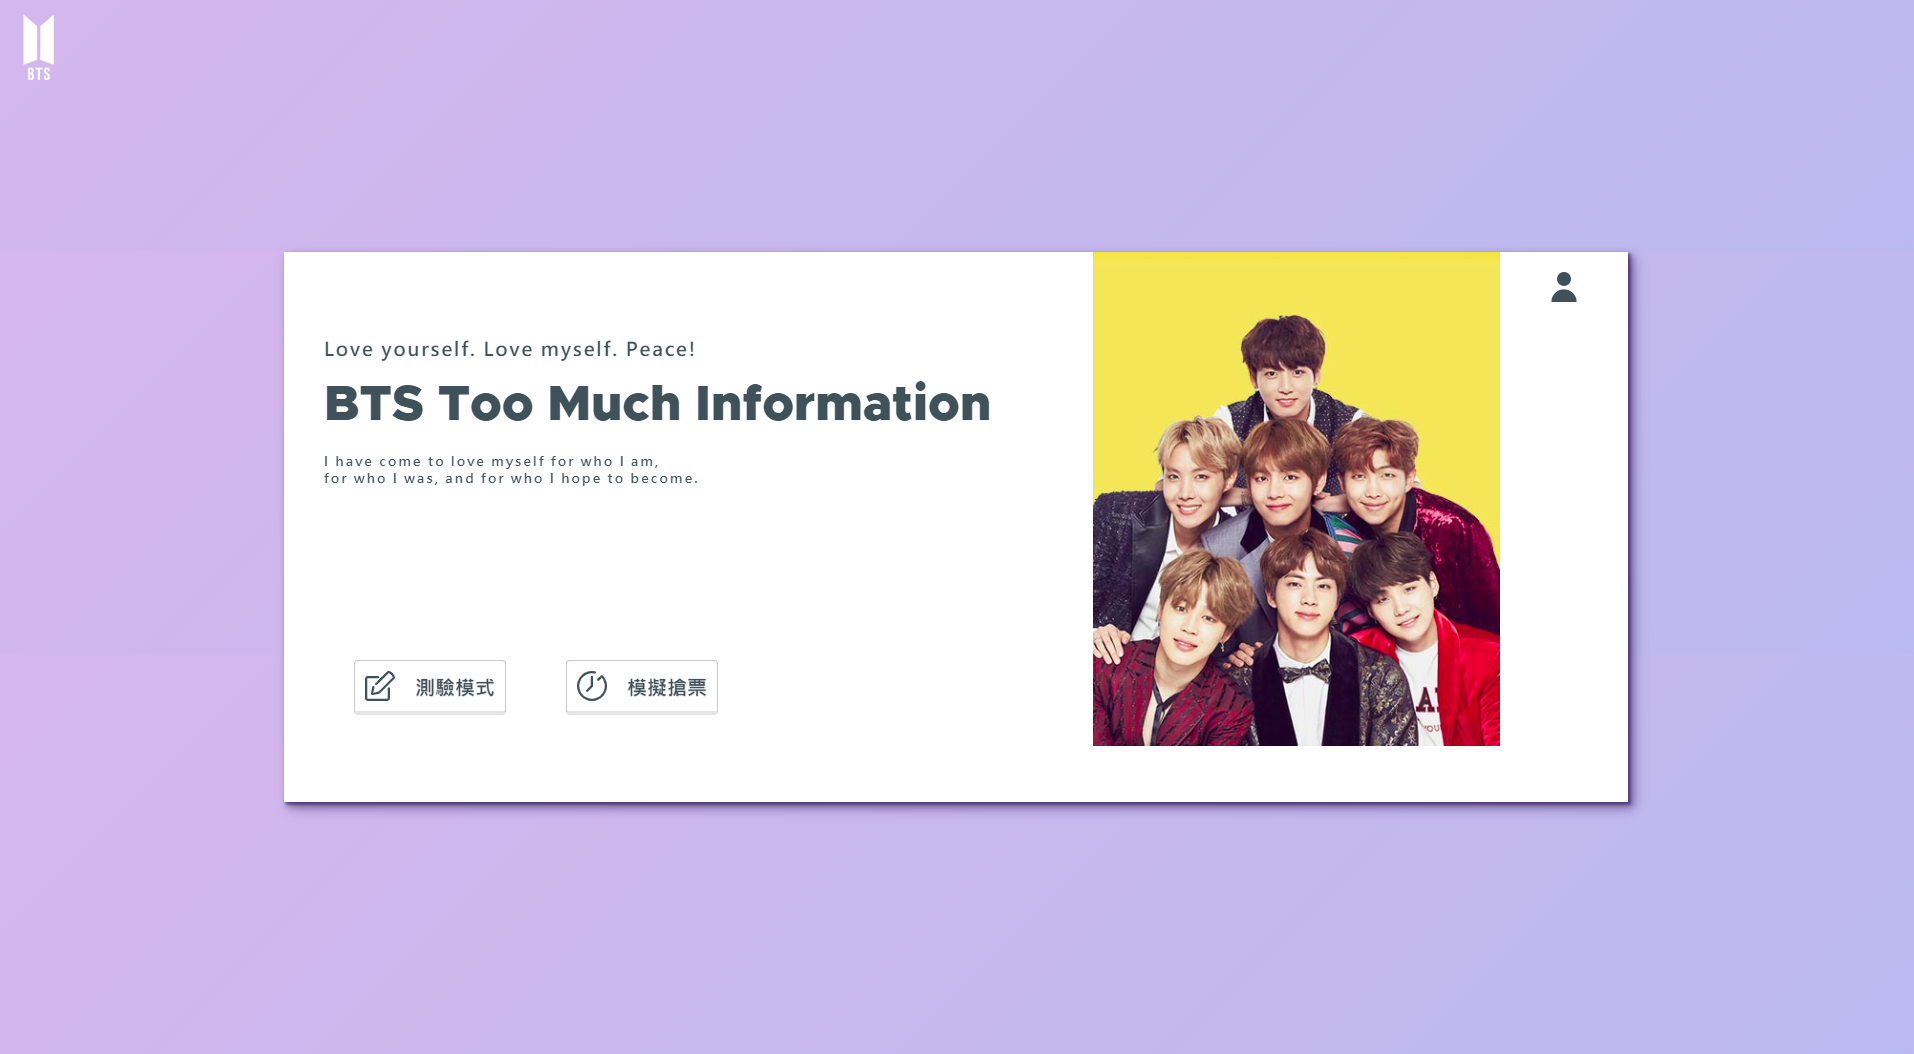 BTS
Love yourself. Love myself. Peace!
BTS Too Much Information
I have come to love myself for who I am,
for who I was, and for who I hope to become.
測驗模式
模擬搶票